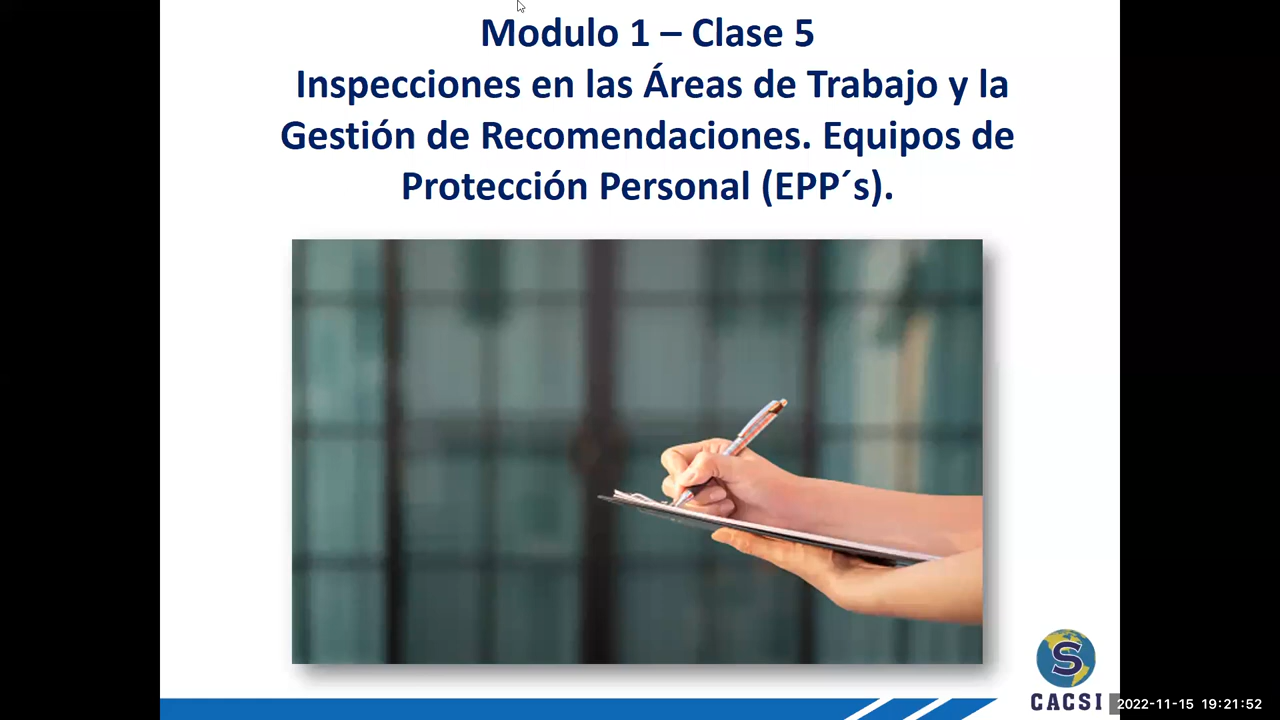 Modulo 1 – Clase 5
Inspecciones en las Áreas de Trabajo y la
Gestión de Recomendaciones. Equipos de
Protección Personal (EPP´s).
S
CACSI
2022-11-15 19:21:52